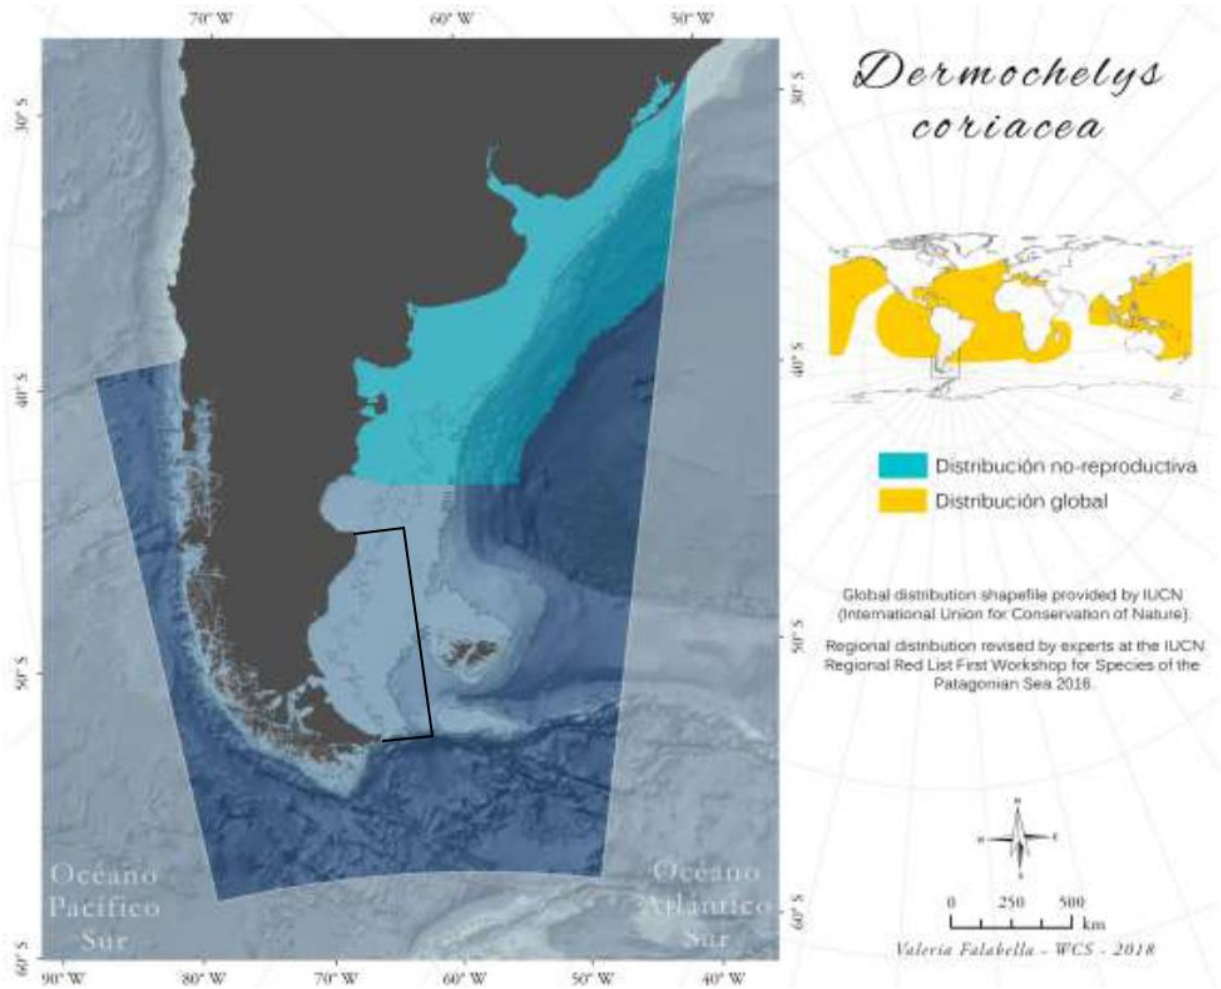 70° W 60° W 50° W
Dermochelys
coriacea
30° S
30° S
40° S
40° S
Distribución no-reproductiva
Distribución global
Global distribution shapefile provided by IUCN
(International Union for Conservation of Nature).
Regional distribution revised by experts at the IUCN
Regional Red List First Workshop for Species of the
Patagonian Sea 2016.
50° S
50° S
N
E
S
Océano
Pacífico
Sur
Océano
Atlántico
Sur
0 250 500
km
Valeria Falabella - WCS - 2018
60° S
60° S
90° W 80° W 70° W 60° W 50° W 40° W